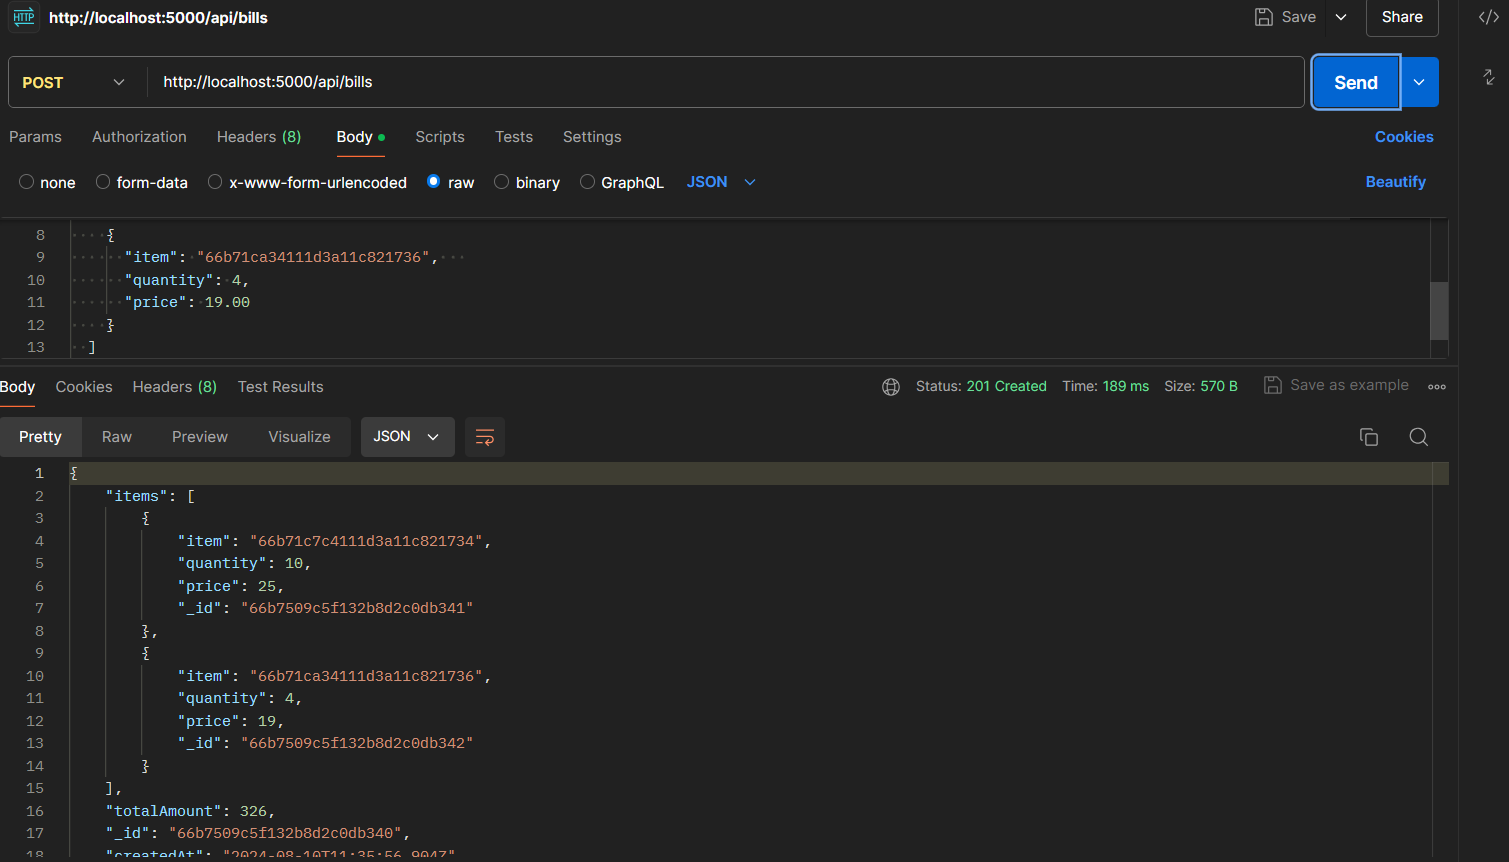 HTTP http://localhost:5000/api/bills Save Share
POST http://localhost:5000/api/bills Send
Params Authorization Headers (8) Body Scripts Tests Settings Cookies
none form-data x-www-form-urlencoded raw binary GraphQL JSON Beautify
8 {
9 "item": "66b71ca34111d3a11c821736",
10 "quantity": 4,
11 "price": 19.00
12 }
13 ]
Body Cookies Headers (8) Test Results Status: 201 Created Time: 189 ms Size: 570 B Save as example
Pretty Raw Preview Visualize JSON
1 {
2 "items": [
3 {
4 "item": "66b71c7c4111d3a11c821734",
5 "quantity": 10,
6 "price": 25,
7 "_id": "66b7509c5f132b8d2c0db341"
8 },
9 {
10 "item": "66b71ca34111d3a11c821736",
11 "quantity": 4,
12 "price": 19,
13 "_id": "66b7509c5f132b8d2c0db342"
14 }
15 ],
16 "totalAmount": 326,
17 "_id": "66b7509c5f132b8d2c0db340",
18 "createdAt": "2024-08-10T11:35:56.904Z"